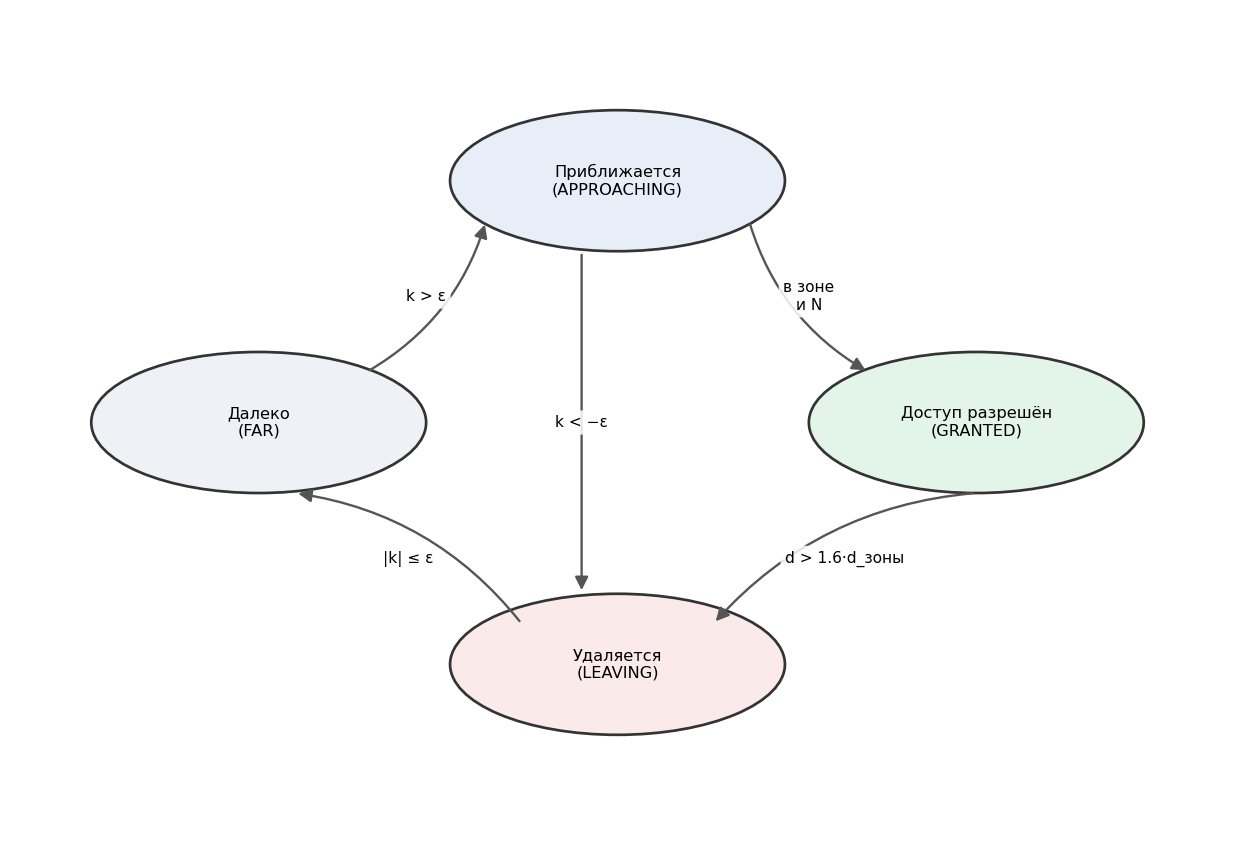 Приближается
(APPROACHING)
k > ε
в зоне
и N
Далеко
(FAR)
k < −ε
Доступ разрешён
(GRANTED)
|k| ≤ ε
d > 1.6·d_зоны
Удаляется
(LEAVING)